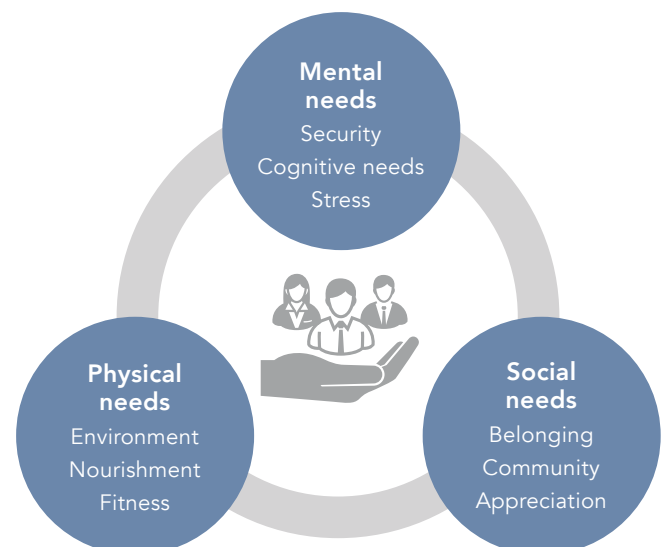 Mental
needs
Security
Cognitive needs
Stress
Physical
needs
Environment
Nourishment
Fitness
Social
needs
Belonging
Community
Appreciation